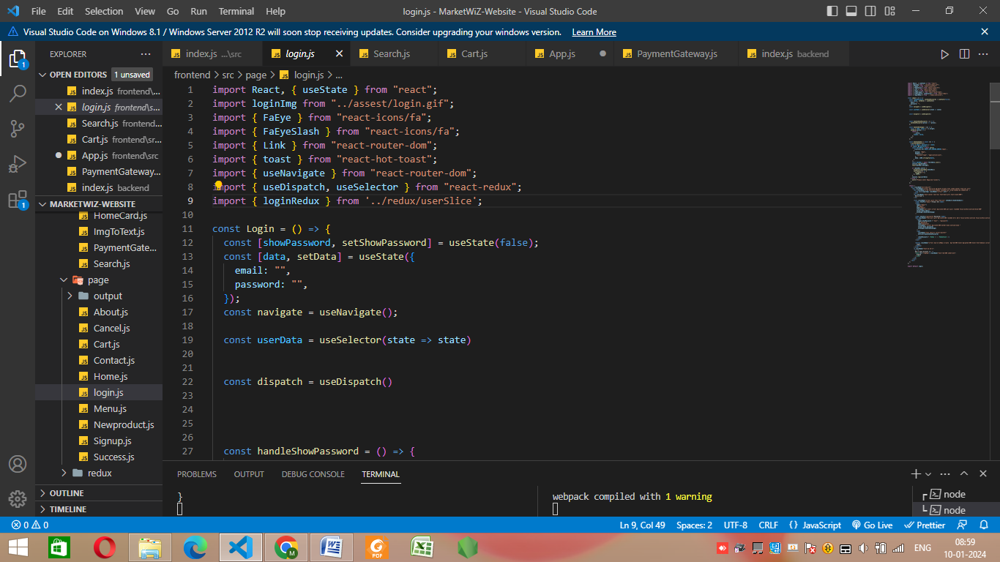 File Edit Selection View Go Run Terminal Help login.js - MarketWiZ-Website - Visual Studio Code
Visual Studio Code on Windows 8.1 / Windows Server 2012 R2 will soon stop receiving updates. Consider upgrading your windows version. Learn More
EXPLORER
index.js ...\src login.js Search.js Cart.js App.js PaymentGateway.js index.js backend
OPEN EDITORS 1 unsaved
index.js frontend\...
login.js frontend\s...
Search.js frontend...
Cart.js frontend\sr...
App.js frontend\src
PaymentGateway...
index.js backend
MARKETWIZ-WEBSITE
HomeCard.js
ImgToText.js
PaymentGate...
Search.js
page
output
About.js
Cancel.js
Cart.js
Contact.js
Home.js
login.js
Menu.js
Newproduct.js
Signup.js
Success.js
redux
OUTLINE
TIMELINE
frontend > src > page > login.js > ...
1 import React, { useState } from "react";
2 import loginImg from "../assest/login.gif";
3 import { FaEye } from "react-icons/fa";
4 import { FaEyeSlash } from "react-icons/fa";
5 import { Link } from "react-router-dom";
6 import { toast } from "react-hot-toast";
7 import { useNavigate } from "react-router-dom";
8 import { useDispatch, useSelector } from "react-redux";
9 import { loginRedux } from '../redux/userSlice';
10
11 const Login = () => {
12 const [showPassword, setShowPassword] = useState(false);
13 const [data, setData] = useState({
14 email: "",
15 password: "",
16 });
17 const navigate = useNavigate();
18
19 const userData = useSelector(state => state)
20
21
22 const dispatch = useDispatch()
23
24
25
26
27 const handleShowPassword = () => {
PROBLEMS OUTPUT DEBUG CONSOLE TERMINAL
}
webpack compiled with 1 warning
node
node
0 0 Ln 9, Col 49 Spaces: 2 UTF-8 CRLF {} JavaScript Go Live Prettier
ENG
08:59
10-01-2024